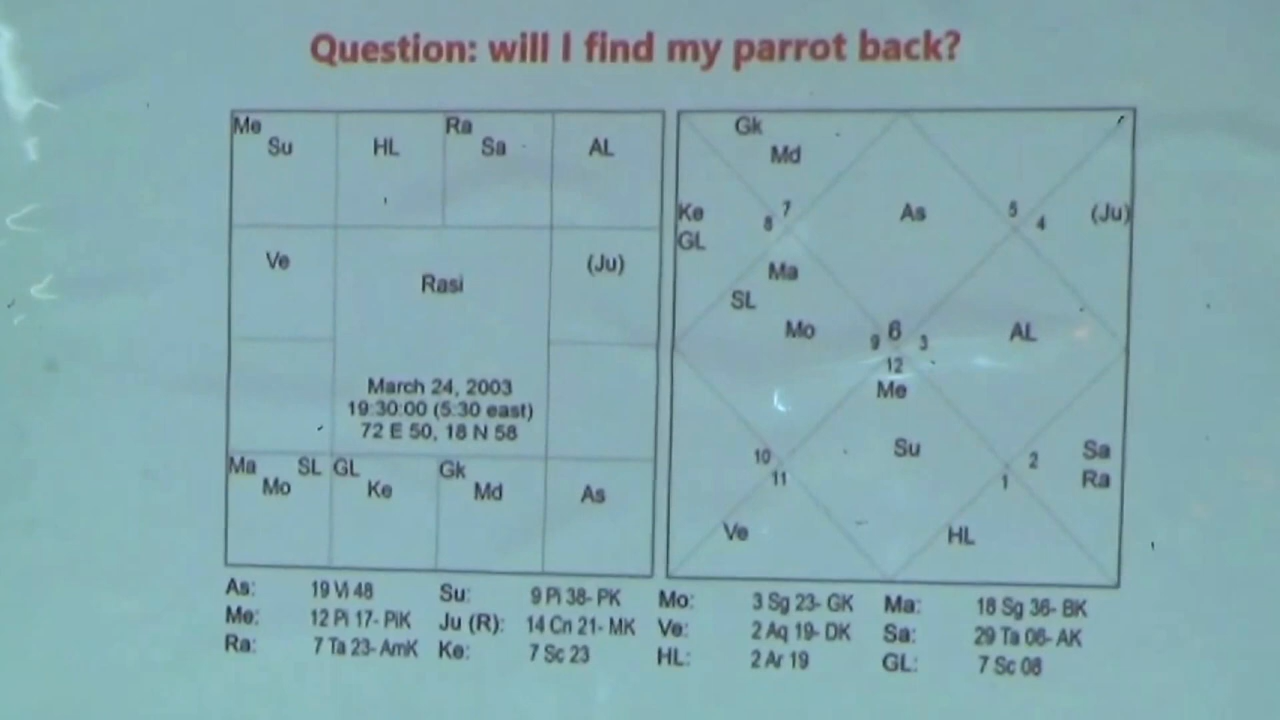 Question: will I find my parrot back?
Me
Su
HL
Ra
Sa
AL
Ve
Rasi
(Ju)
March 24, 2003
19:30:00 (5:30 east)
72 E 50, 18 N 58
Ma
Mo
SL
GL
Ke
Gk
Md
As
Gk
Md
Ke
GL
8
7
As
5
4
(Ju)
Ma
SL
Mo
9
6
3
12
AL
Me
Su
10
11
2
1
Sa
Ra
Ve
HL
As: 19 Vi 48 Su: 9 Pi 38- PK Mo: 3 Sg 23- GK Ma: 18 Sg 36- BK
Me: 12 Pi 17- PiK Ju (R): 14 Cn 21- MK Ve: 2 Aq 19- DK Sa: 29 Ta 06- AK
Ra: 7 Ta 23- AmK Ke: 7 Sc 23 HL: 2 Ar 19 GL: 7 Sc 08